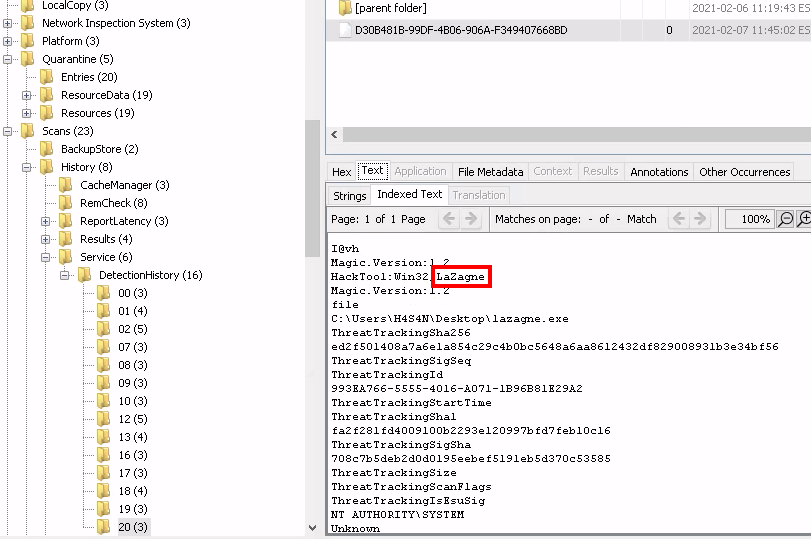 LocalCopy (3)
Network Inspection System (3)
Platform (3)
Quarantine (5)
Entries (20)
ResourceData (19)
Resources (19)
Scans (23)
BackupStore (2)
History (8)
CacheManager (3)
RemCheck (8)
ReportLatency (3)
Results (4)
Service (6)
DetectionHistory (16)
00 (3)
01 (4)
02 (5)
07 (3)
08 (3)
09 (3)
10 (3)
12 (5)
13 (4)
16 (3)
17 (3)
18 (4)
19 (3)
20 (3)
[parent folder] 2021-02-06 11:19:43 ES
D30B481B-99DF-4B06-906A-F349407668BD 0 2021-02-07 11:45:02 ES
Hex Text Application File Metadata Context Results Annotations Other Occurrences
Strings Indexed Text Translation
Page: 1 of 1 Page Matches on page: - of - Match 100%
I@vh
Magic.Version:1.2
HackTool:Win32/LaZagne
Magic.Version:1.2
file
C:\Users\H4S4N\Desktop\lazagne.exe
ThreatTrackingSha256
ed2f501408a7a6e1a854c29c4b0bc5648a6aa8612432df829008931b3e34bf56
ThreatTrackingSigSeq
ThreatTrackingId
993EA766-5555-4016-A071-1B96B81E29A2
ThreatTrackingStartTime
ThreatTrackingSha1
fa2f281fd4009100b2293e120997bfd7feb10c16
ThreatTrackingSigSha
708c7b5deb2d0d0195eebef5191eb5d370c53585
ThreatTrackingSize
ThreatTrackingScanFlags
ThreatTrackingIsEsuSig
NT AUTHORITY\SYSTEM
Unknown